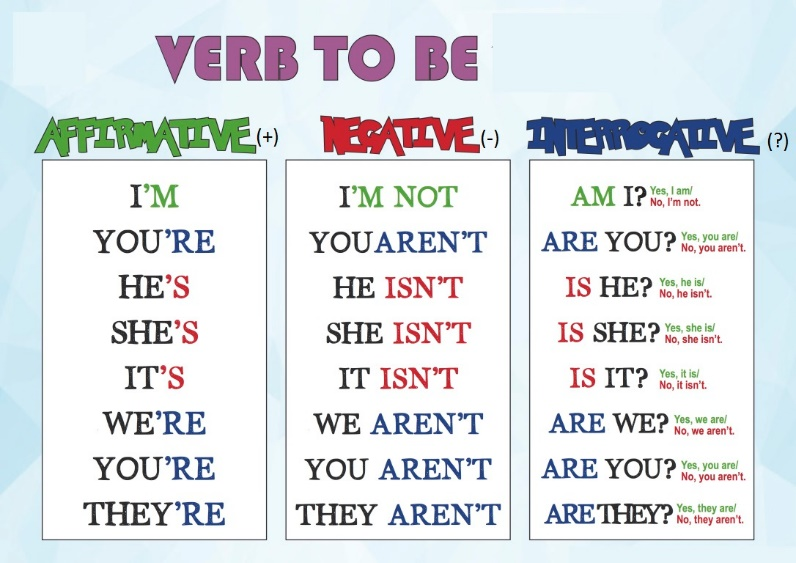 VERB TO BE
AFFIRMATIVE (+)
I'M
YOU'RE
HE'S
SHE'S
IT'S
WE'RE
YOU'RE
THEY'RE
NEGATIVE (-)
I'M NOT
YOU AREN'T
HE ISN'T
SHE ISN'T
IT ISN'T
WE AREN'T
YOU AREN'T
THEY AREN'T
INTERROGATIVE (?)
AM I? Yes, I am/
No, I'm not.
ARE YOU? Yes, you are/
No, you aren't.
IS HE? Yes, he is/
No, he isn't.
IS SHE? Yes, she is/
No, she isn't.
IS IT? Yes, it is/
No, it isn't.
ARE WE? Yes, we are/
No, we aren't.
ARE YOU? Yes, you are/
No, you aren't.
ARE THEY? Yes, they are/
No, they aren't.